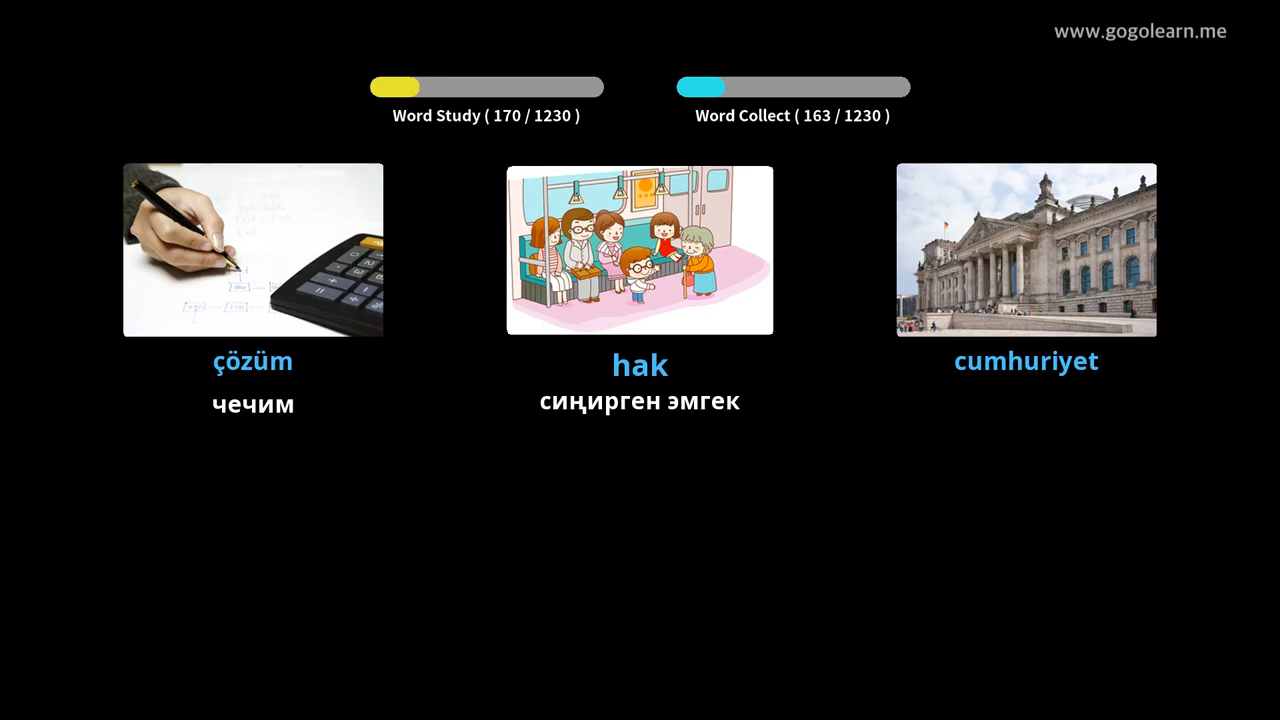 www.gogolearn.me
Word Study ( 170 / 1230 )
Word Collect ( 163 / 1230 )
çözüm
чечим
hak
сиңирген эмгек
cumhuriyet